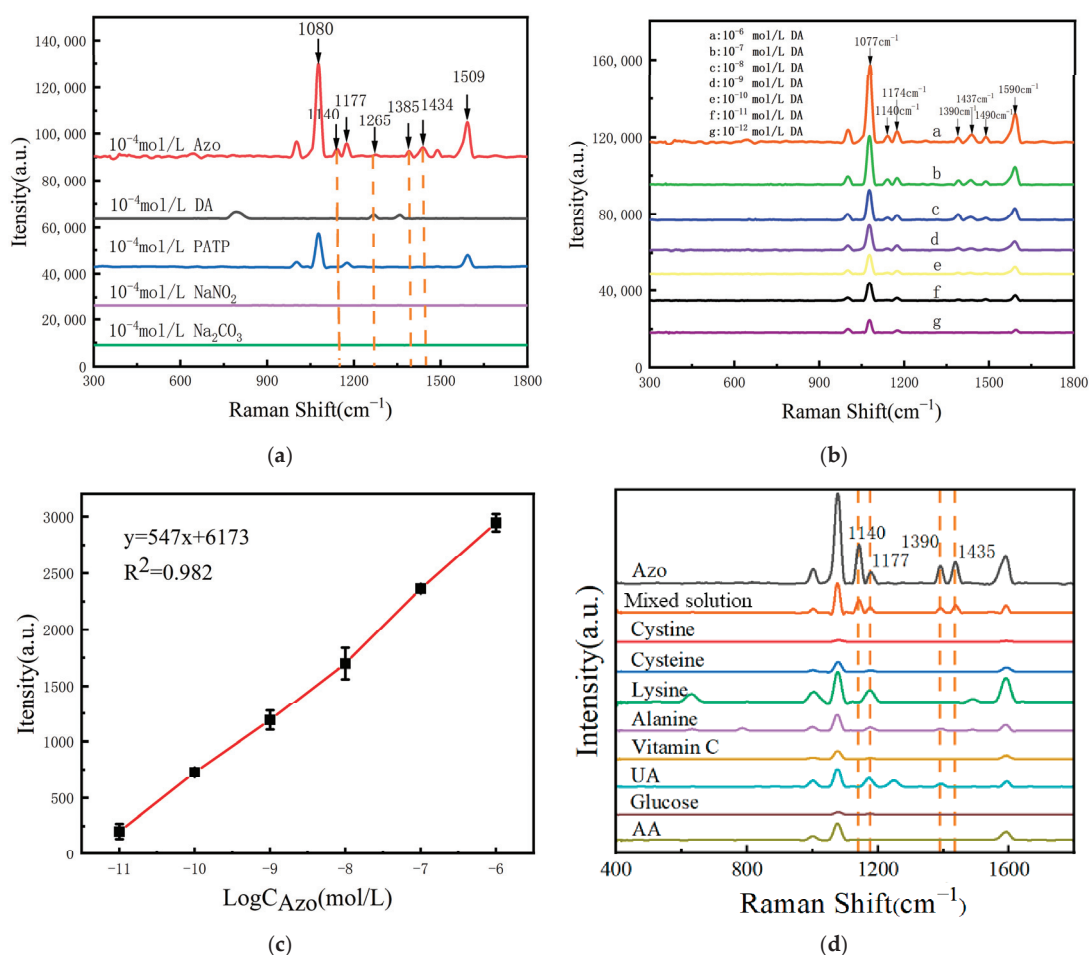 140,000
120,000
100,000
80,000
60,000
40,000
20,000
0
Itensity(a.u.)
1080
1140
1177
1265
1385
1434
1509
10⁻⁴mol/L Azo
10⁻⁴mol/L DA
10⁻⁴mol/L PATP
10⁻⁴mol/L NaNO₂
10⁻⁴mol/L Na₂CO₃
300 600 900 1200 1500 1800
Raman Shift(cm⁻¹)
(a)
160,000
120,000
80,000
40,000
0
Itensity(a.u.)
a:10⁻⁶ mol/L DA
b:10⁻⁷ mol/L DA
c:10⁻⁸ mol/L DA
d:10⁻⁹ mol/L DA
e:10⁻¹⁰ mol/L DA
f:10⁻¹¹ mol/L DA
g:10⁻¹² mol/L DA
1077cm⁻¹
1174cm⁻¹
1140cm⁻¹
1437cm⁻¹
1390cm⁻¹
1490cm⁻¹
1590cm⁻¹
a
b
c
d
e
f
g
300 600 900 1200 1500 1800
Raman Shift(cm⁻¹)
(b)
3000
2500
2000
1500
1000
500
0
Itensity(a.u.)
y=547x+6173
R²=0.982
-11 -10 -9 -8 -7 -6
LogC_Azo(mol/L)
(c)
Intensity(a.u.)
1140
1177
1390
1435
Azo
Mixed solution
Cystine
Cysteine
Lysine
Alanine
Vitamin C
UA
Glucose
AA
400 800 1200 1600
Raman Shift(cm⁻¹)
(d)